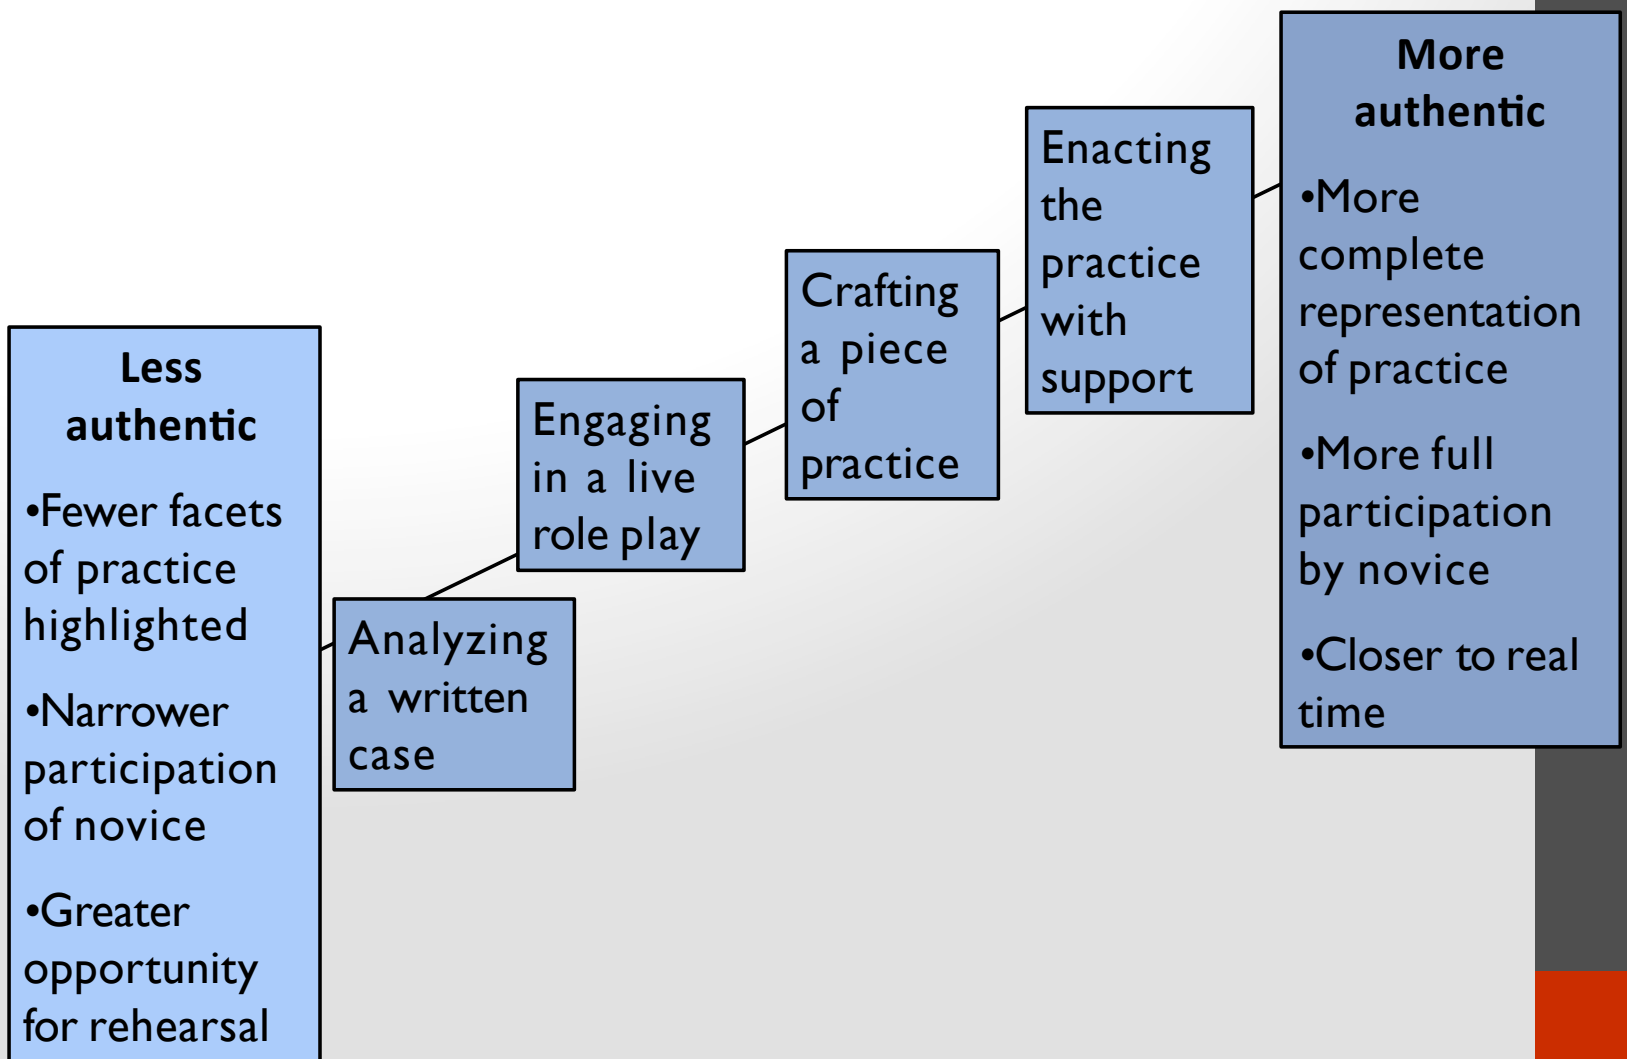 Less
authentic
•Fewer facets
of practice
highlighted
•Narrower
participation
of novice
•Greater
opportunity
for rehearsal
Analyzing
a written
case
Engaging
in a live
role play
Crafting
a piece
of
practice
Enacting
the
practice
with
support
More
authentic
•More
complete
representation
of practice
•More full
participation
by novice
•Closer to real
time